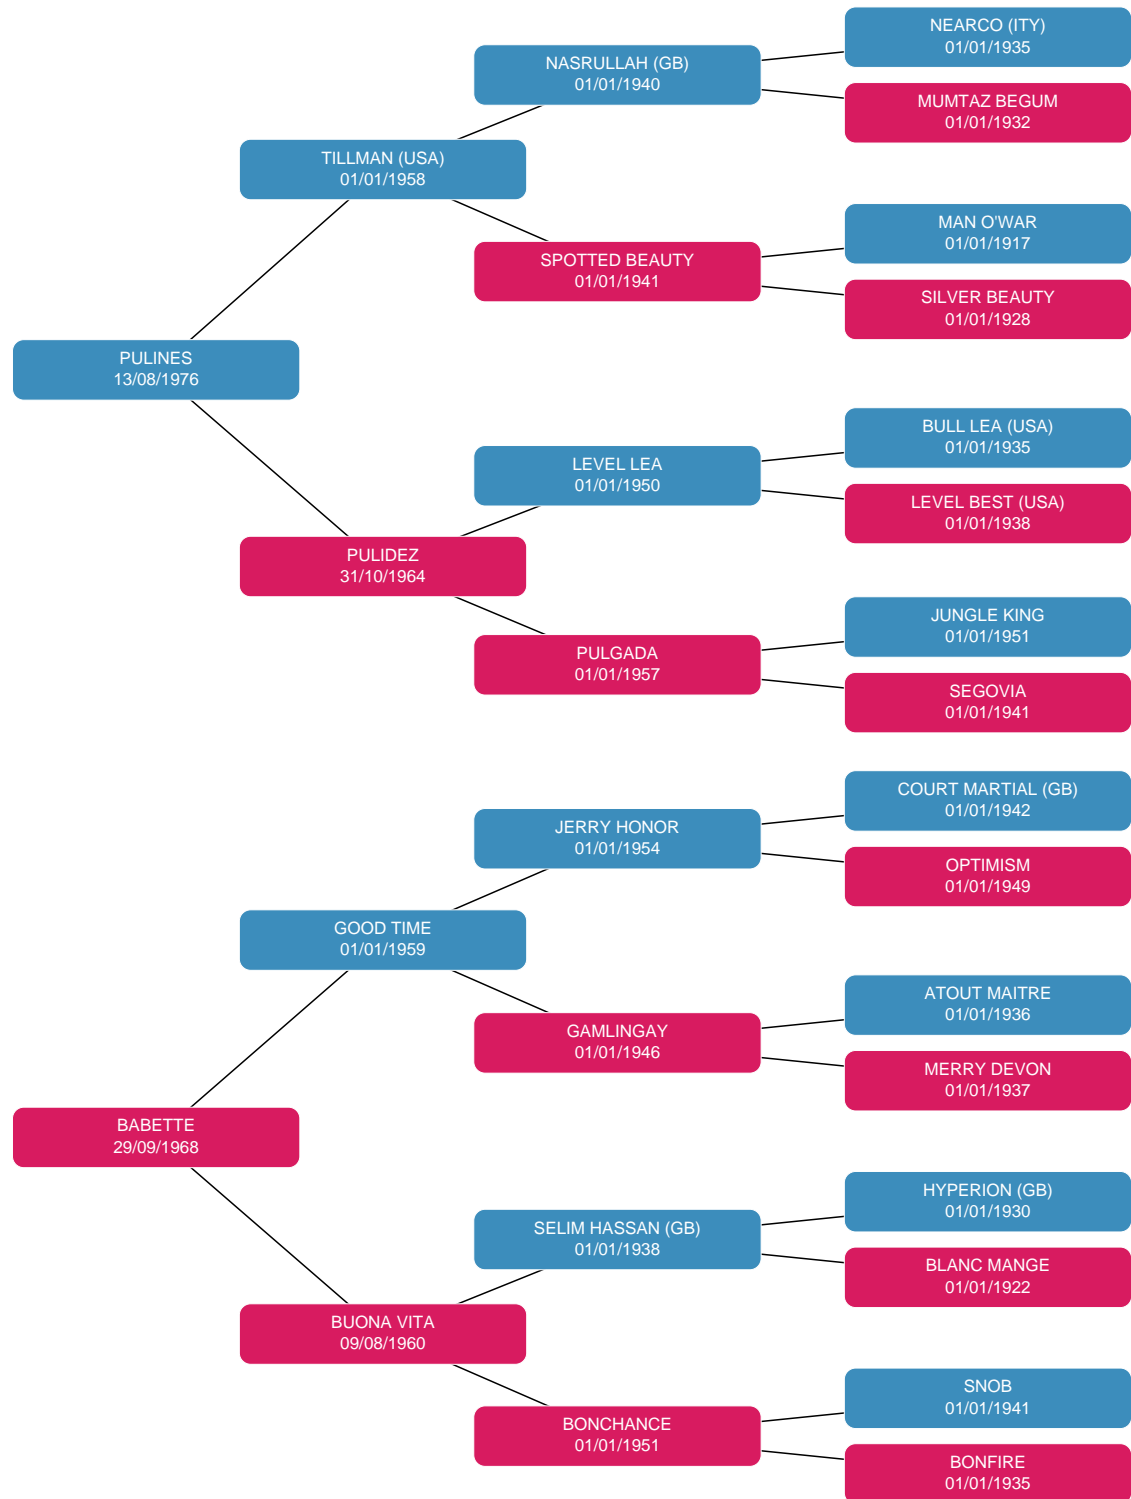 NEARCO (ITY)
01/01/1935
NASRULLAH (GB)
01/01/1940
MUMTAZ BEGUM
01/01/1932
TILLMAN (USA)
01/01/1958
MAN O'WAR
01/01/1917
SPOTTED BEAUTY
01/01/1941
SILVER BEAUTY
01/01/1928
PULINES
13/08/1976
BULL LEA (USA)
01/01/1935
LEVEL LEA
01/01/1950
LEVEL BEST (USA)
01/01/1938
PULIDEZ
31/10/1964
JUNGLE KING
01/01/1951
PULGADA
01/01/1957
SEGOVIA
01/01/1941
COURT MARTIAL (GB)
01/01/1942
JERRY HONOR
01/01/1954
OPTIMISM
01/01/1949
GOOD TIME
01/01/1959
ATOUT MAITRE
01/01/1936
GAMLINGAY
01/01/1946
MERRY DEVON
01/01/1937
BABETTE
29/09/1968
HYPERION (GB)
01/01/1930
SELIM HASSAN (GB)
01/01/1938
BLANC MANGE
01/01/1922
BUONA VITA
09/08/1960
SNOB
01/01/1941
BONCHANCE
01/01/1951
BONFIRE
01/01/1935